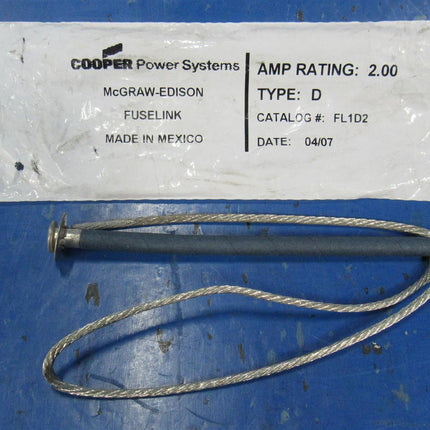 COOPER Power Systems
McGRAW-EDISON
FUSELINK
MADE IN MEXICO
AMP RATING: 2.00
TYPE: D
CATALOG #: FL1D2
DATE: 04/07